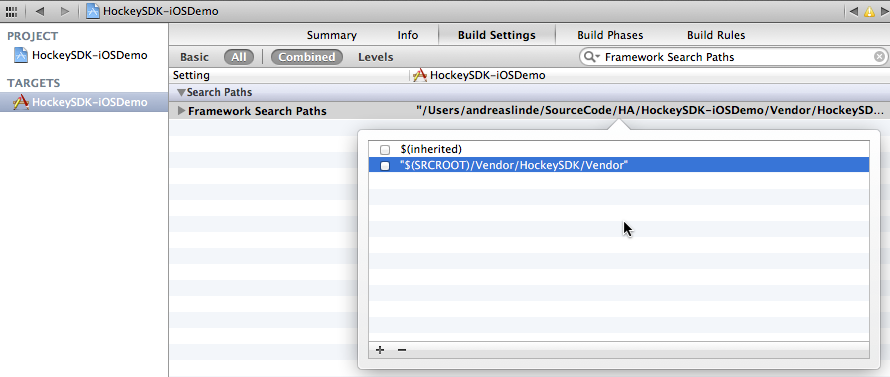 HockeySDK-iOSDemo
PROJECT
HockeySDK-iOSDemo
TARGETS
HockeySDK-iOSDemo
Summary Info Build Settings Build Phases Build Rules
Basic All Combined Levels Framework Search Paths
Setting HockeySDK-iOSDemo
Search Paths
Framework Search Paths "/Users/andreaslinde/SourceCode/HA/HockeySDK-iOSDemo/Vendor/HockeySD...
$(inherited)
"$(SRCROOT)/Vendor/HockeySDK/Vendor"